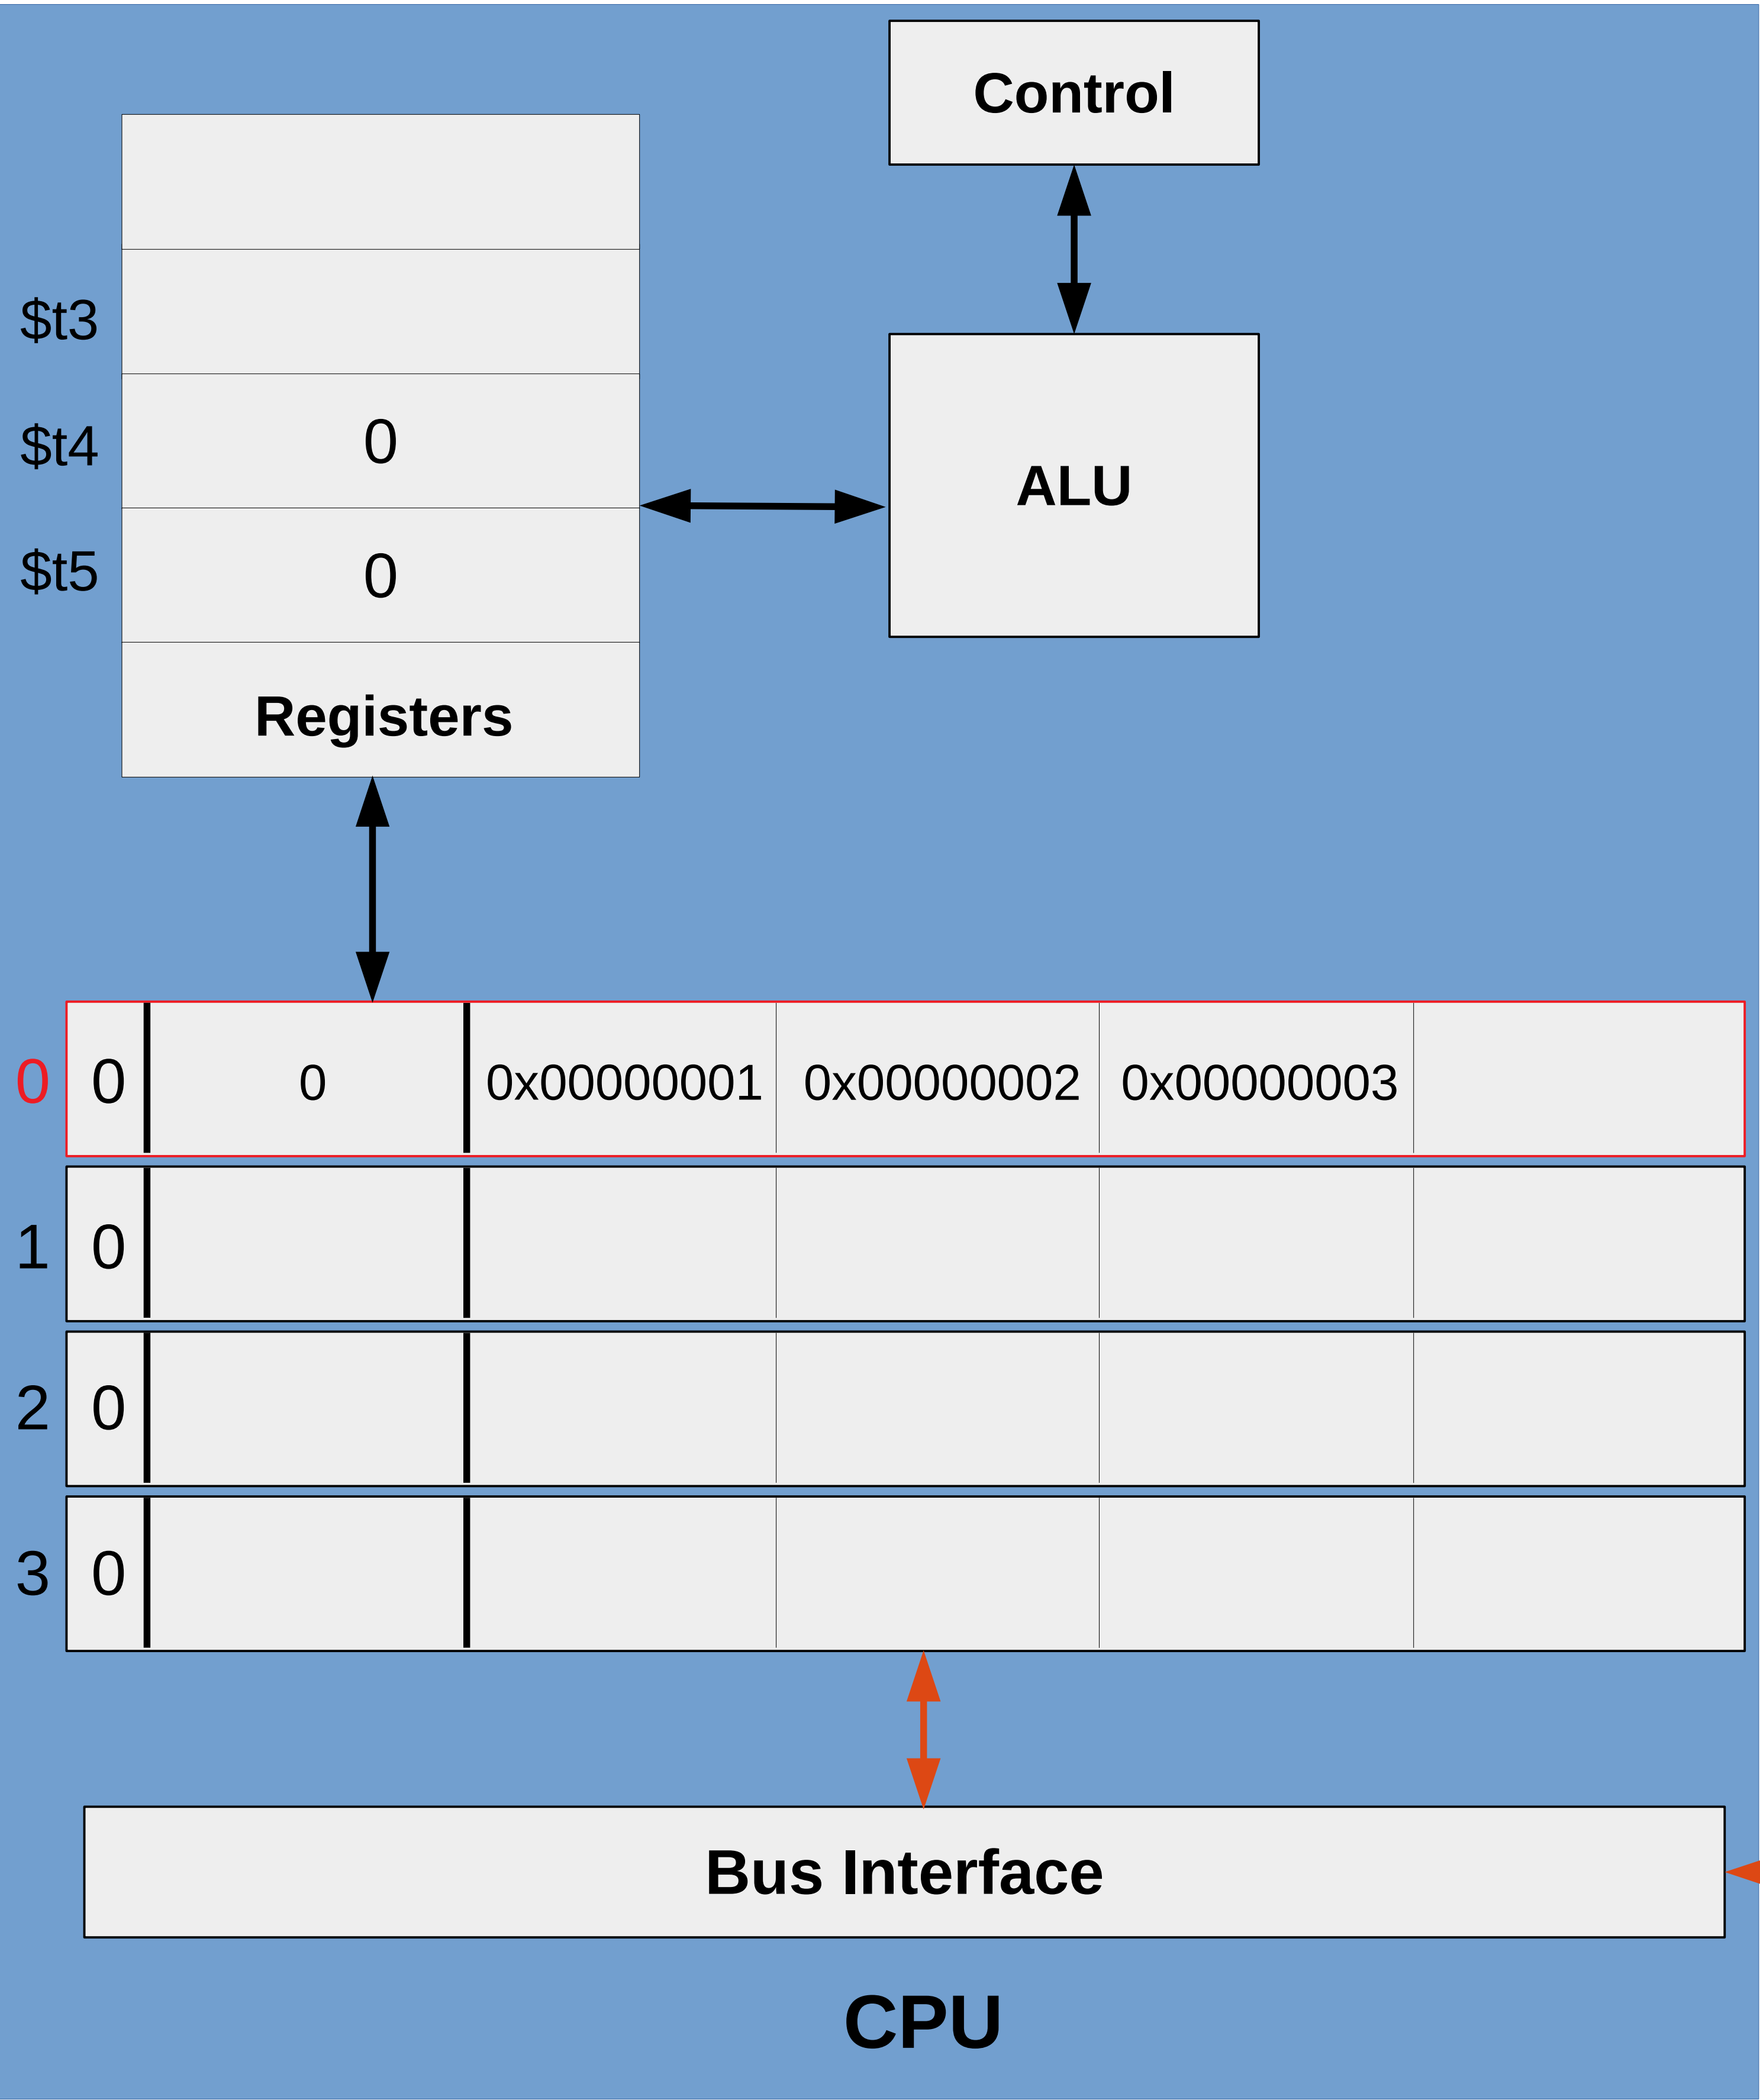 Control
$t3
$t4 0
ALU
$t5 0
Registers
0 0 0 0x00000001 0x00000002 0x00000003
1 0
2 0
3 0
Bus Interface
CPU